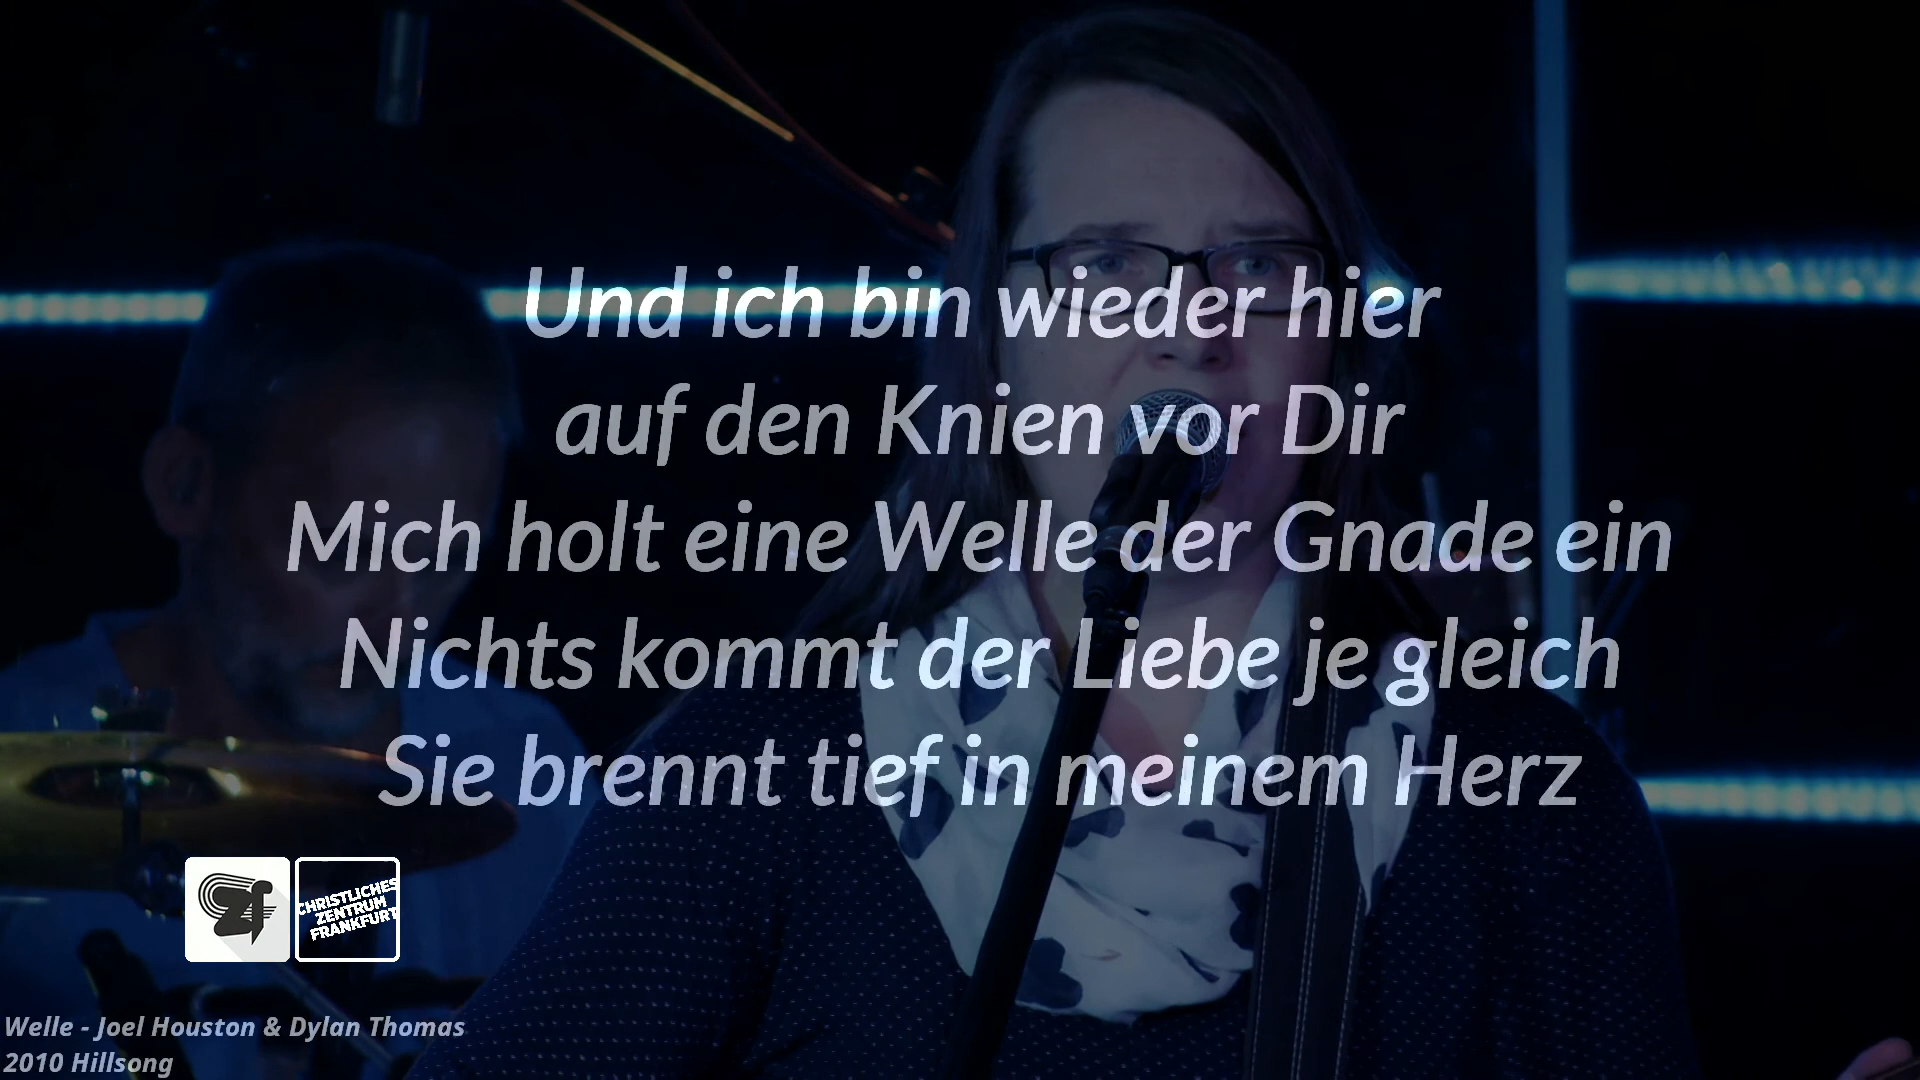 Und ich bin wieder hier
auf den Knien vor Dir
Mich holt eine Welle der Gnade ein
Nichts kommt der Liebe je gleich
Sie brennt tief in meinem Herz
CHRISTLICHES
ZENTRUM
FRANKFURT
Welle - Joel Houston & Dylan Thomas
2010 Hillsong